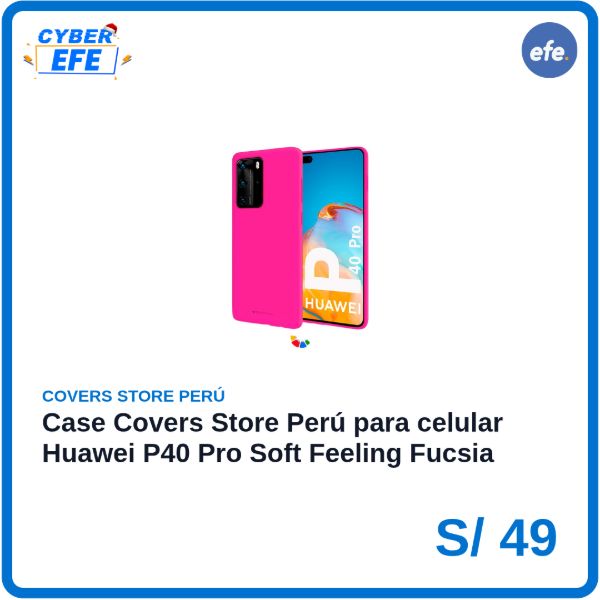 CYBER
EFE
efe.
P
40 Pro
HUAWEI
COVERS STORE PERÚ
Case Covers Store Perú para celular
Huawei P40 Pro Soft Feeling Fucsia
S/ 49